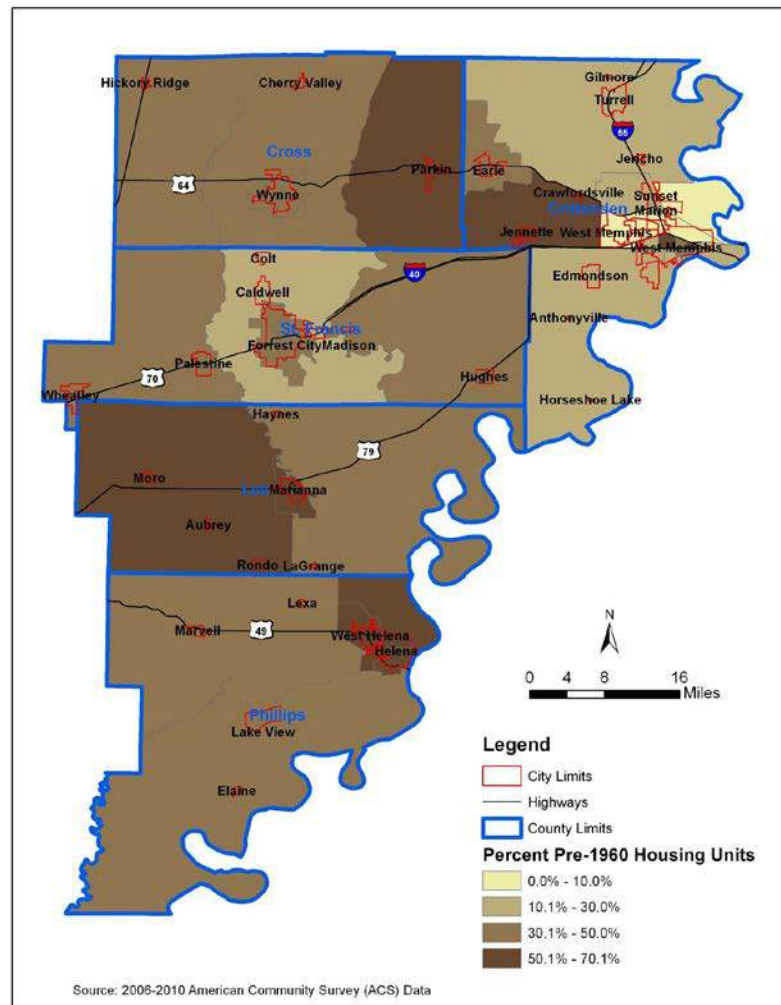 Hickory Ridge
Cherry Valley
Gilmore
Turrell
55
Cross
Jericho
Parkin
Earle
64
Wynne
Crawfordsville
Sunset
Crittenden
Marion
Jennette
West Memphis
West Memphis
Colt
40
Edmondson
Caldwell
Anthonyville
St. Francis
Forrest City
Madison
Palestine
70
Hughes
Wheatley
Horseshoe Lake
Haynes
79
Moro
Lee
Marianna
Aubrey
Rondo
LaGrange
Lexa
Marvell
49
West Helena
Helena
Phillips
Lake View
Elaine
N
0 4 8 16
Miles
Legend
City Limits
Highways
County Limits
Percent Pre-1960 Housing Units
0.0% - 10.0%
10.1% - 30.0%
30.1% - 50.0%
50.1% - 70.1%
Source: 2006-2010 American Community Survey (ACS) Data